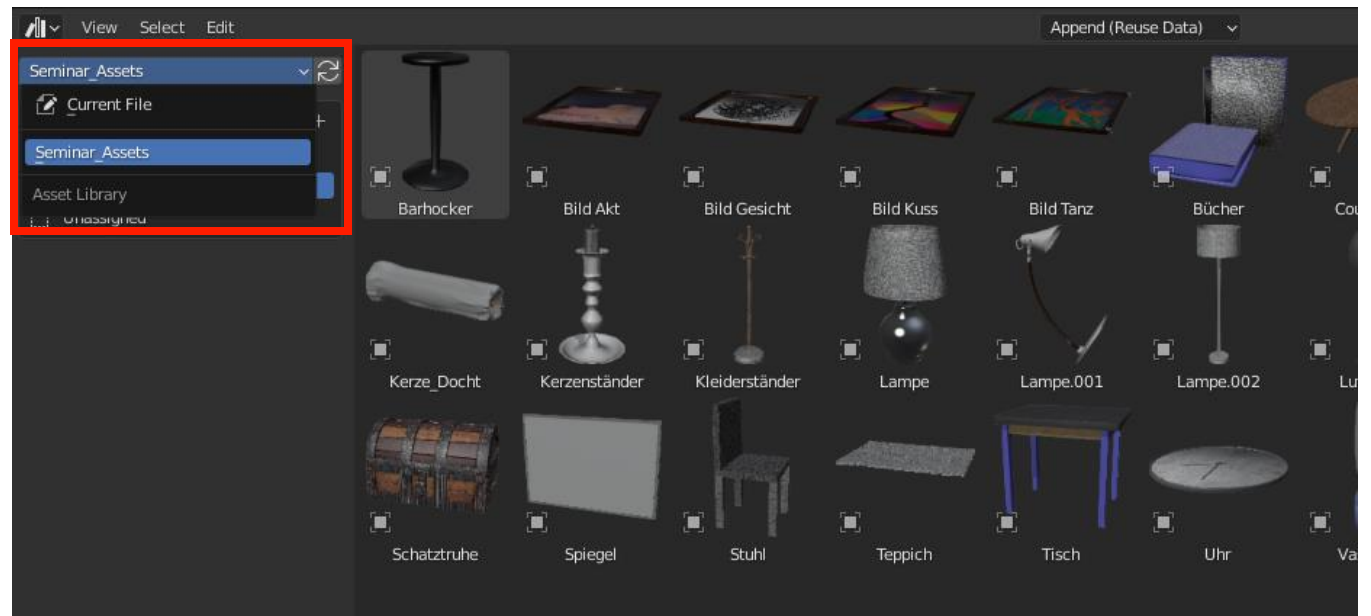 View Select Edit
Append (Reuse Data)
Seminar_Assets
Current File
Seminar_Assets
Asset Library
Unassigned
Barhocker
Bild Akt
Bild Gesicht
Bild Kuss
Bild Tanz
Bücher
Kerze_Docht
Kerzenständer
Kleiderständer
Lampe
Lampe.001
Lampe.002
Schatztruhe
Spiegel
Stuhl
Teppich
Tisch
Uhr